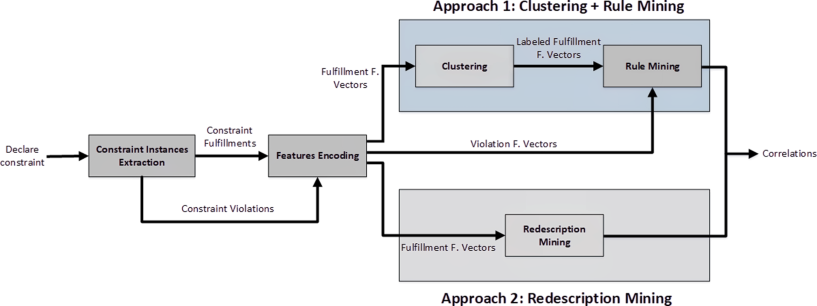 Approach 1: Clustering + Rule Mining
Labeled Fulfillment
F. Vectors
Clustering
Rule Mining
Fulfillment F.
Vectors
Declare
constraint
Constraint Instances
Extraction
Constraint
Fulfillments
Features Encoding
Violation F. Vectors
Correlations
Constraint Violations
Redescription
Mining
Fulfillment F. Vectors
Approach 2: Redescription Mining